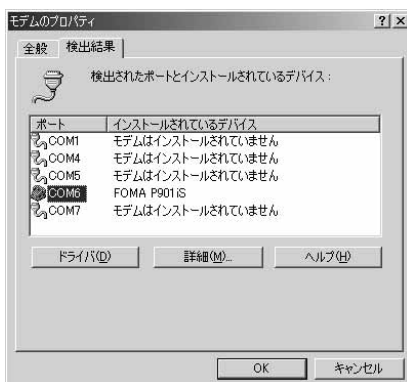 モデムのプロパティ ? ×
全般 検出結果
検出されたポートとインストールされているデバイス:
ポート インストールされているデバイス
COM1 モデムはインストールされていません
COM4 モデムはインストールされていません
COM5 モデムはインストールされていません
COM6 FOMA P901iS
COM7 モデムはインストールされていません
ドライバ(D) 詳細(M)... ヘルプ(H)
OK キャンセル